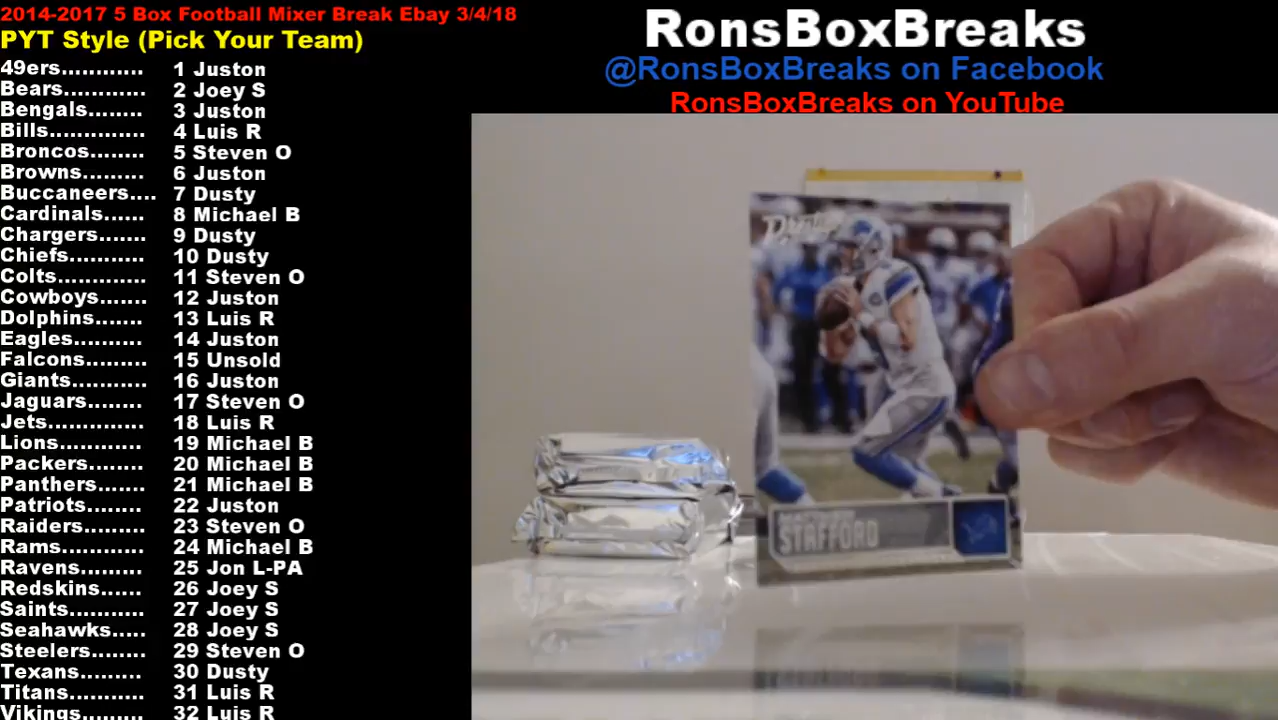 2014-2017 5 Box Football Mixer Break Ebay 3/4/18
PYT Style (Pick Your Team)
49ers............ 1 Juston
Bears............ 2 Joey S
Bengals........ 3 Juston
Bills.............. 4 Luis R
Broncos........ 5 Steven O
Browns......... 6 Juston
Buccaneers.... 7 Dusty
Cardinals...... 8 Michael B
Chargers....... 9 Dusty
Chiefs........... 10 Dusty
Colts............ 11 Steven O
Cowboys....... 12 Juston
Dolphins....... 13 Luis R
Eagles.......... 14 Juston
Falcons......... 15 Unsold
Giants........... 16 Juston
Jaguars........ 17 Steven O
Jets.............. 18 Luis R
Lions............ 19 Michael B
Packers........ 20 Michael B
Panthers....... 21 Michael B
Patriots........ 22 Juston
Raiders......... 23 Steven O
Rams............ 24 Michael B
Ravens......... 25 Jon L-PA
Redskins...... 26 Joey S
Saints........... 27 Joey S
Seahawks..... 28 Joey S
Steelers........ 29 Steven O
Texans......... 30 Dusty
Titans........... 31 Luis R
Vikings......... 32 Luis R
RonsBoxBreaks
@RonsBoxBreaks on Facebook
RonsBoxBreaks on YouTube
STAFFORD